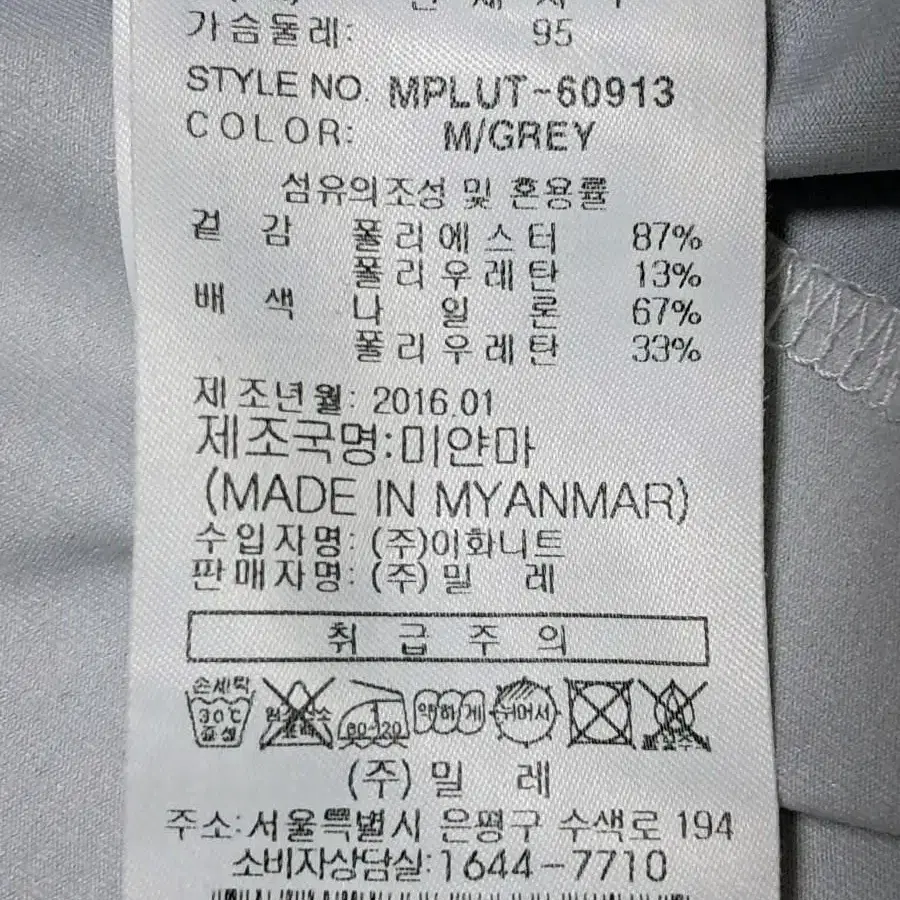 가슴둘레: 95
STYLE NO. MPLUT-60913
COLOR: M/GREY
섬유의조성 및 혼용률
겉 감 폴리에스터 87%
폴리우레탄 13%
배 색 나 일 론 67%
폴리우레탄 33%
제조년월: 2016.01
제조국명:미얀마
(MADE IN MYANMAR)
수입자명: (주)이화니트
판매자명: (주) 밀 레
취 급 주 의
손세탁
30℃
중성
80-120
약하게
뉘어서
(주) 밀 레
주소:서울특별시 은평구 수색로 194
소비자상담실:1644-7710